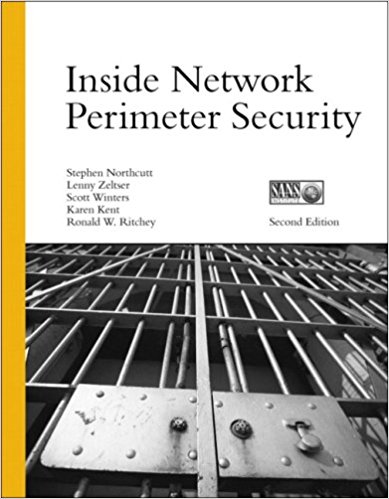 Inside Network
Perimeter Security
Stephen Northcutt
Lenny Zeltser
Scott Winters
Karen Kent
Ronald W. Ritchey
SANS
Second Edition